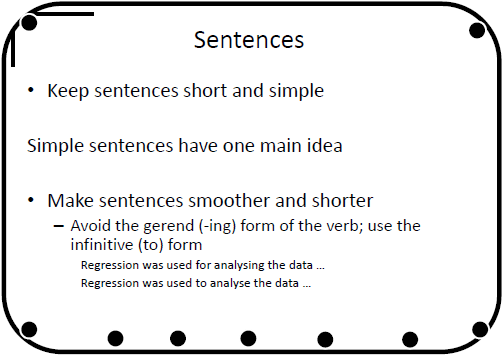 Sentences
• Keep sentences short and simple
Simple sentences have one main idea
• Make sentences smoother and shorter
– Avoid the gerend (-ing) form of the verb; use the
infinitive (to) form
Regression was used for analysing the data …
Regression was used to analyse the data …